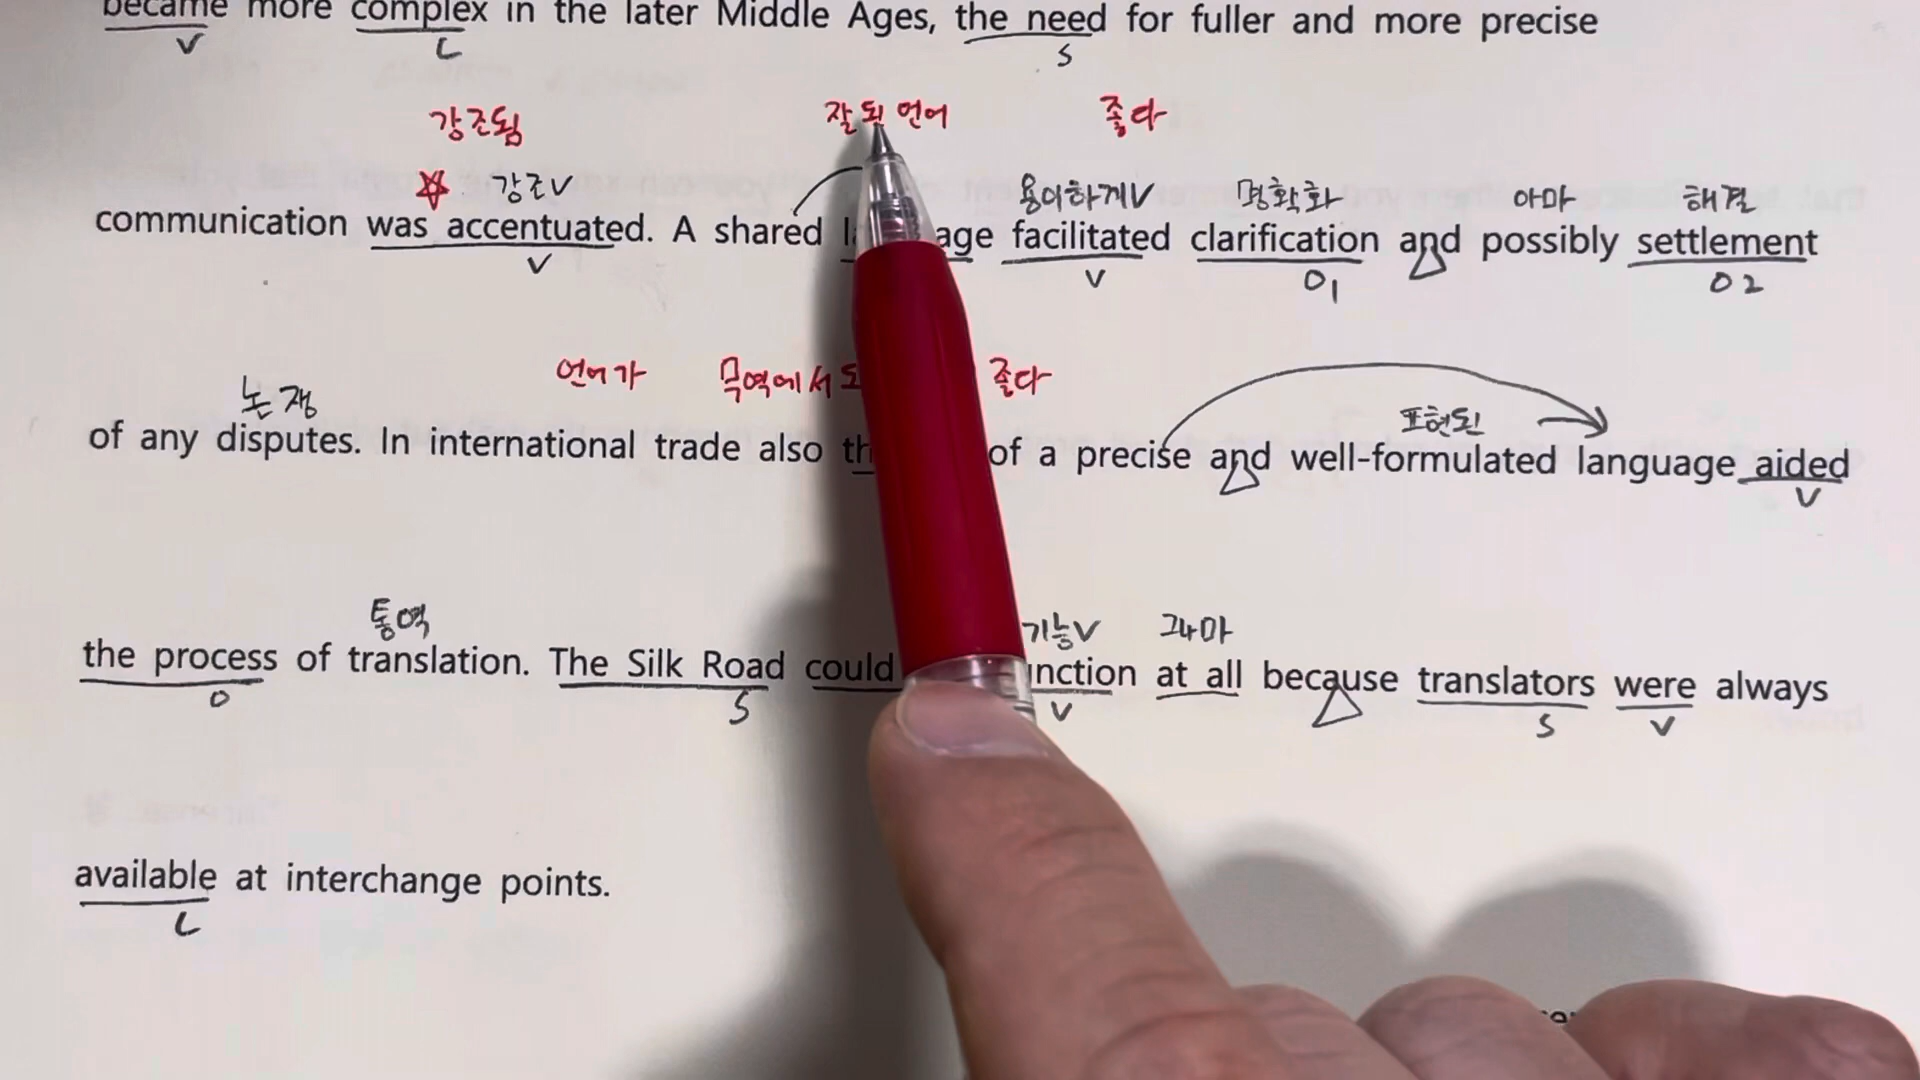 became more complex in the later Middle Ages, the need for fuller and more precise
V C S
강조됨 잘 된 언어 좋다
강조V 용이하게V 명확화 아마 해결
communication was accentuated. A shared facilitated clarification and possibly settlement
V V O1 O2
논쟁 언어가 무역에서 좋다
표현된
of any disputes. In international trade also of a precise and well-formulated language aided
V
통역 기능V 그나마
the process of translation. The Silk Road could at all because translators were always
O S V S V
available at interchange points.
C